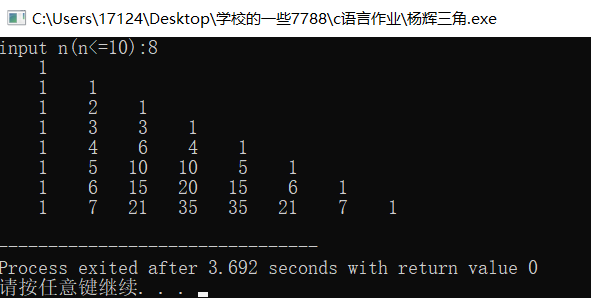 C:\Users\17124\Desktop\学校的一些7788\c语言作业\杨辉三角.exe
input n(n<=10):8
1
1 1
1 2 1
1 3 3 1
1 4 6 4 1
1 5 10 10 5 1
1 6 15 20 15 6 1
1 7 21 35 35 21 7 1
--------------------------------
Process exited after 3.692 seconds with return value 0
请按任意键继续. . .